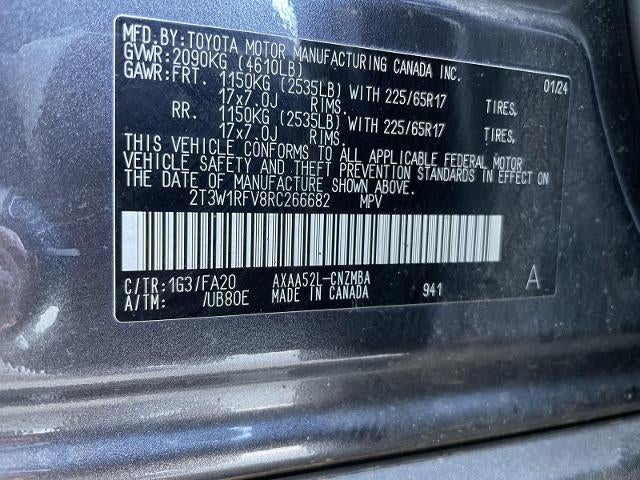 MFD.BY:TOYOTA MOTOR MANUFACTURING CANADA INC.
GVWR:2090KG (4610LB) 01/24
GAWR:FRT. 1150KG (2535LB) WITH 225/65R17 TIRES,
17x7.0J RIMS.
RR. 1150KG (2535LB) WITH 225/65R17 TIRES,
17x7.0J RIMS.
THIS VEHICLE CONFORMS TO ALL APPLICABLE FEDERAL MOTOR
VEHICLE SAFETY AND THEFT PREVENTION STANDARDS IN EFFECT ON
THE DATE OF MANUFACTURE SHOWN ABOVE.
2T3W1RFV8RC266682 MPV
C/TR:1G3/FA20 AXAA52L-CNZMBA
A/TM: /UB80E MADE IN CANADA 941 A